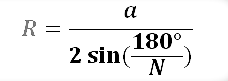 R = a / (2 sin(180° / N))